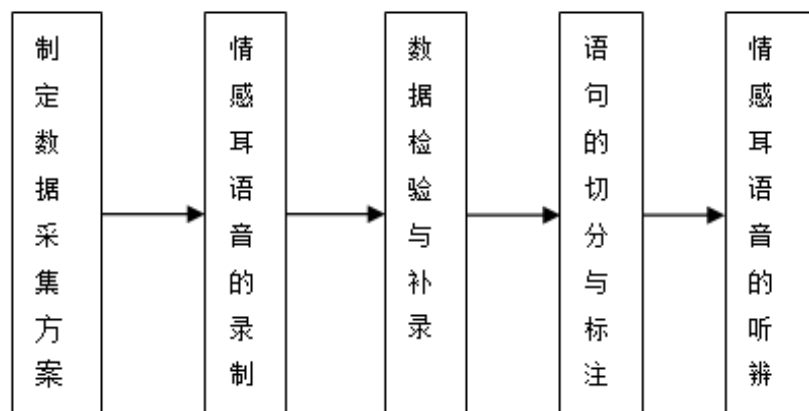 制定数据采集方案
情感耳语音的录制
数据检验与补录
语句的切分与标注
情感耳语音的听辨